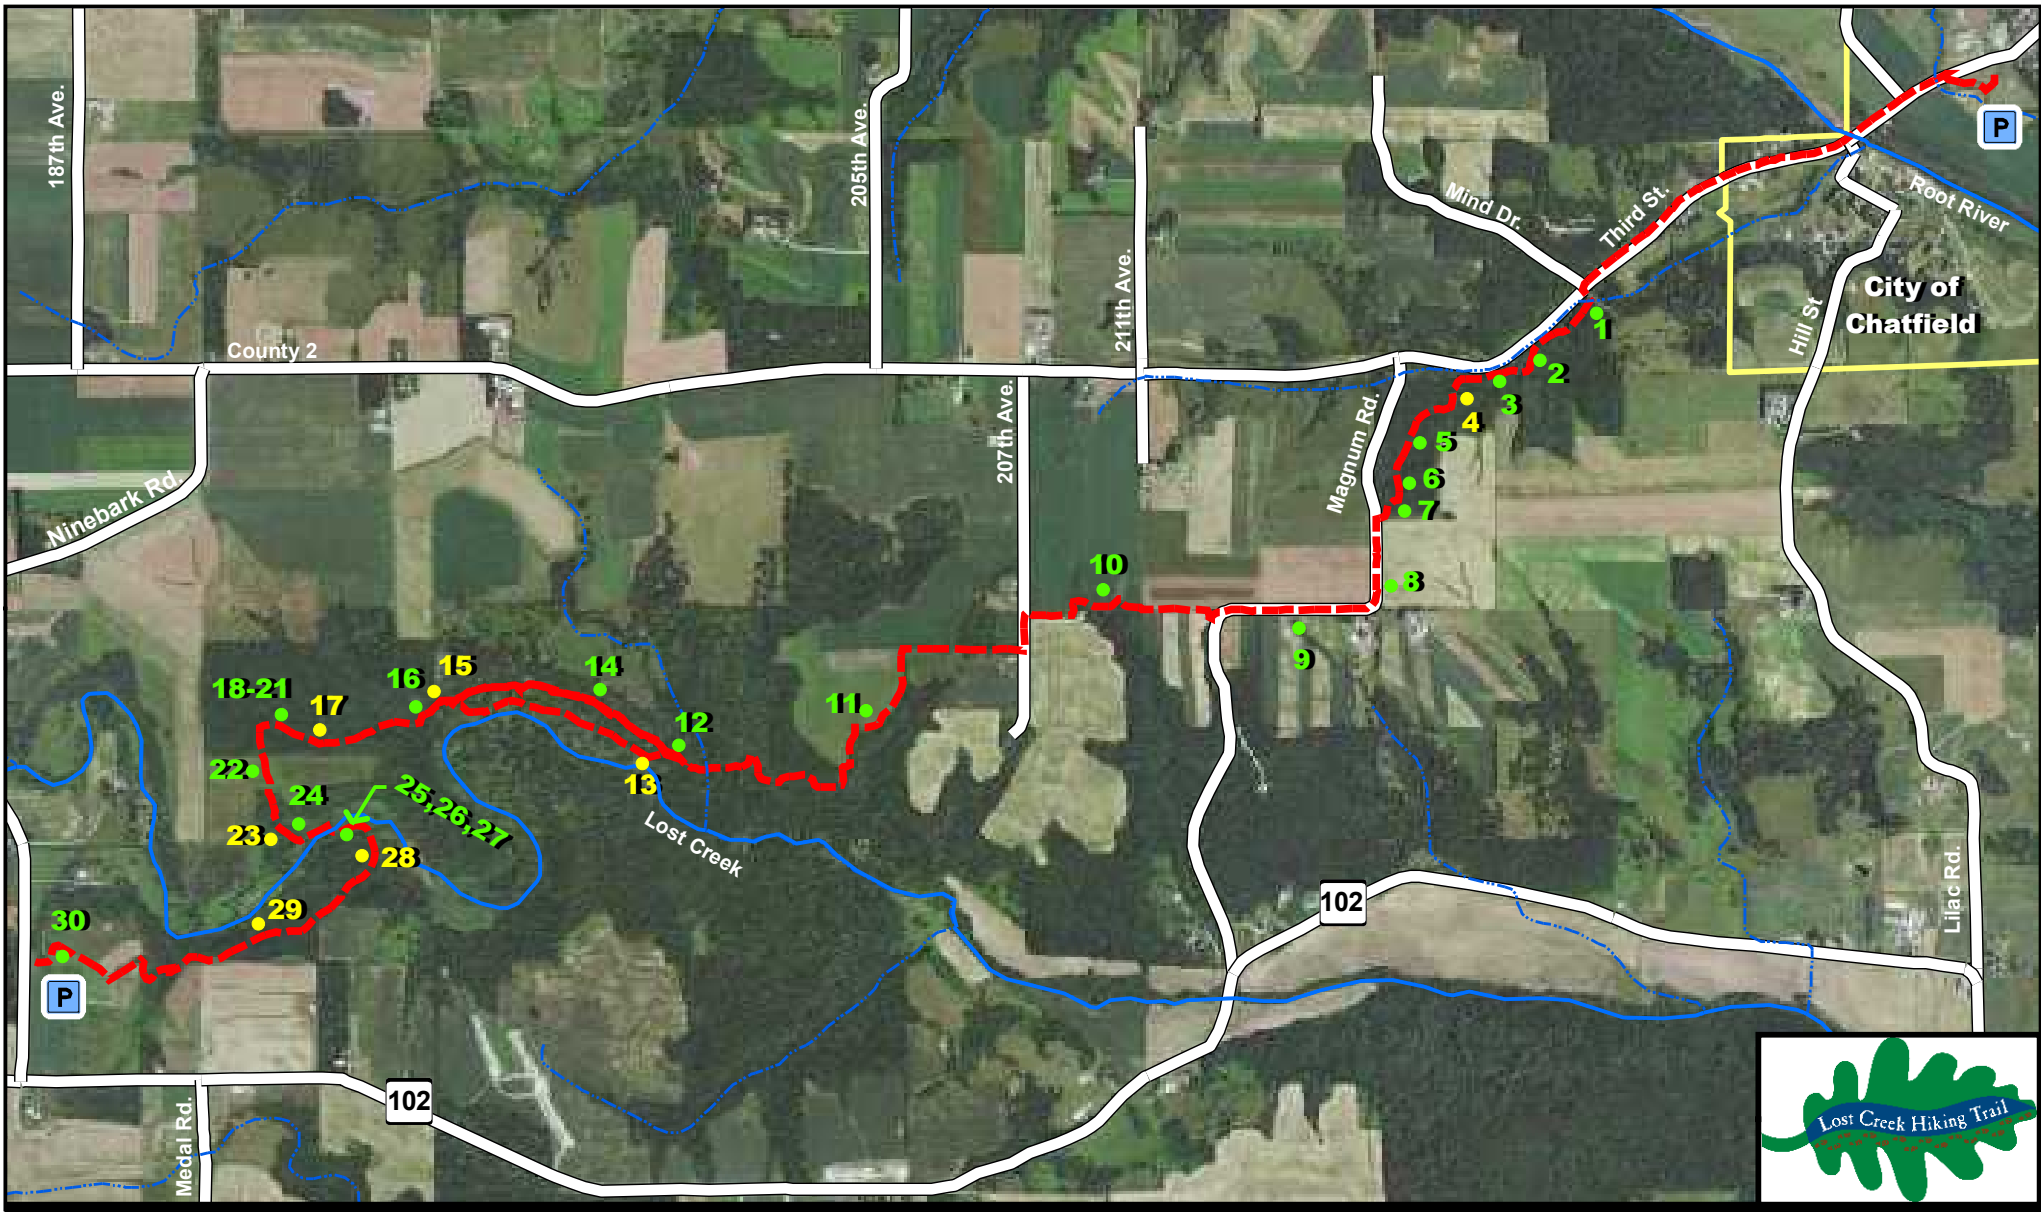 187th Ave.
205th Ave.
211th Ave.
Mind Dr.
Third St.
P
Root River
City of
Chatfield
Hill St
County 2
1
2
3
4
5
6
7
8
9
10
Magnum Rd.
207th Ave.
Ninebark Rd.
11
12
13
14
15
16
17
18-21
22
23
24
25,26,27
28
29
30
P
Lost Creek
102
Lilac Rd.
102
Medal Rd.
Lost Creek Hiking Trail